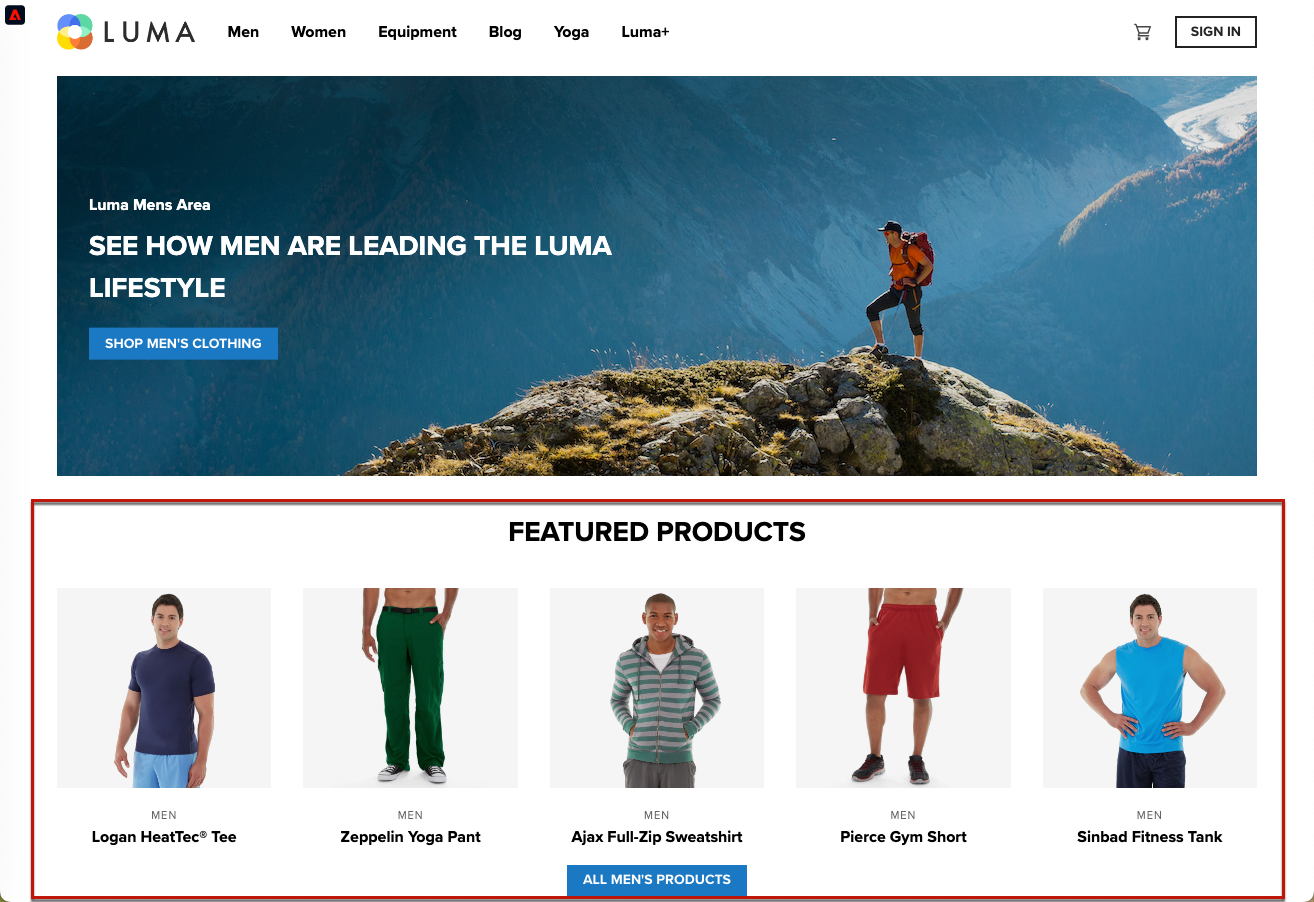 LUMA
Men Women Equipment Blog Yoga Luma+
SIGN IN
Luma Mens Area
SEE HOW MEN ARE LEADING THE LUMA
LIFESTYLE
SHOP MEN'S CLOTHING
FEATURED PRODUCTS
MEN
Logan HeatTec® Tee
MEN
Zeppelin Yoga Pant
MEN
Ajax Full-Zip Sweatshirt
MEN
Pierce Gym Short
MEN
Sinbad Fitness Tank
ALL MEN'S PRODUCTS